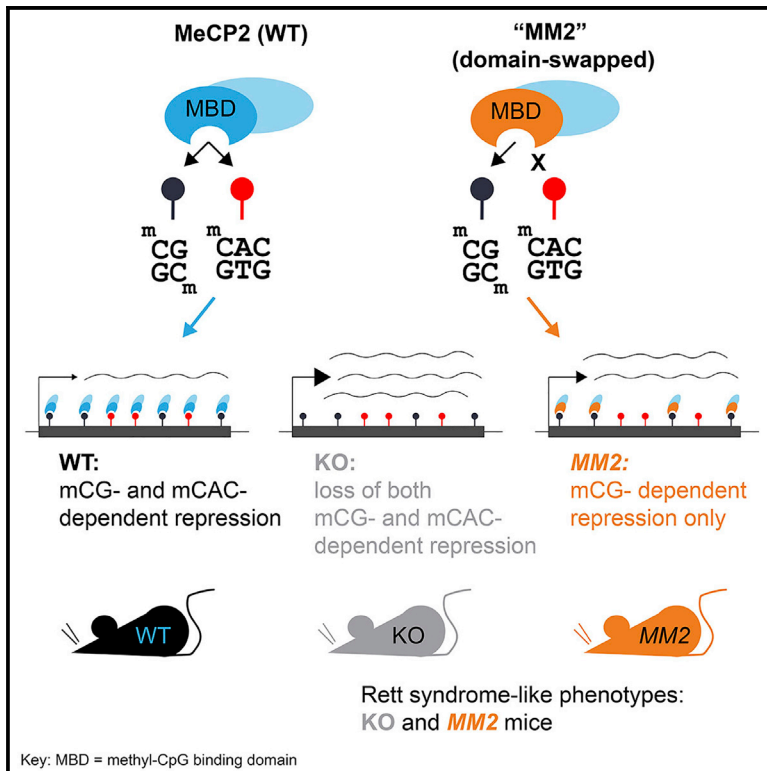 MeCP2 (WT)
“MM2”
(domain-swapped)
MBD
MBD
X
m
CG
GC
m
m
CAC
GTG
m
CG
GC
m
m
CAC
GTG
WT:
mCG- and mCAC-
dependent repression
KO:
loss of both
mCG- and mCAC-
dependent repression
MM2:
mCG- dependent
repression only
WT
KO
MM2
Rett syndrome-like phenotypes:
KO and MM2 mice
Key: MBD = methyl-CpG binding domain